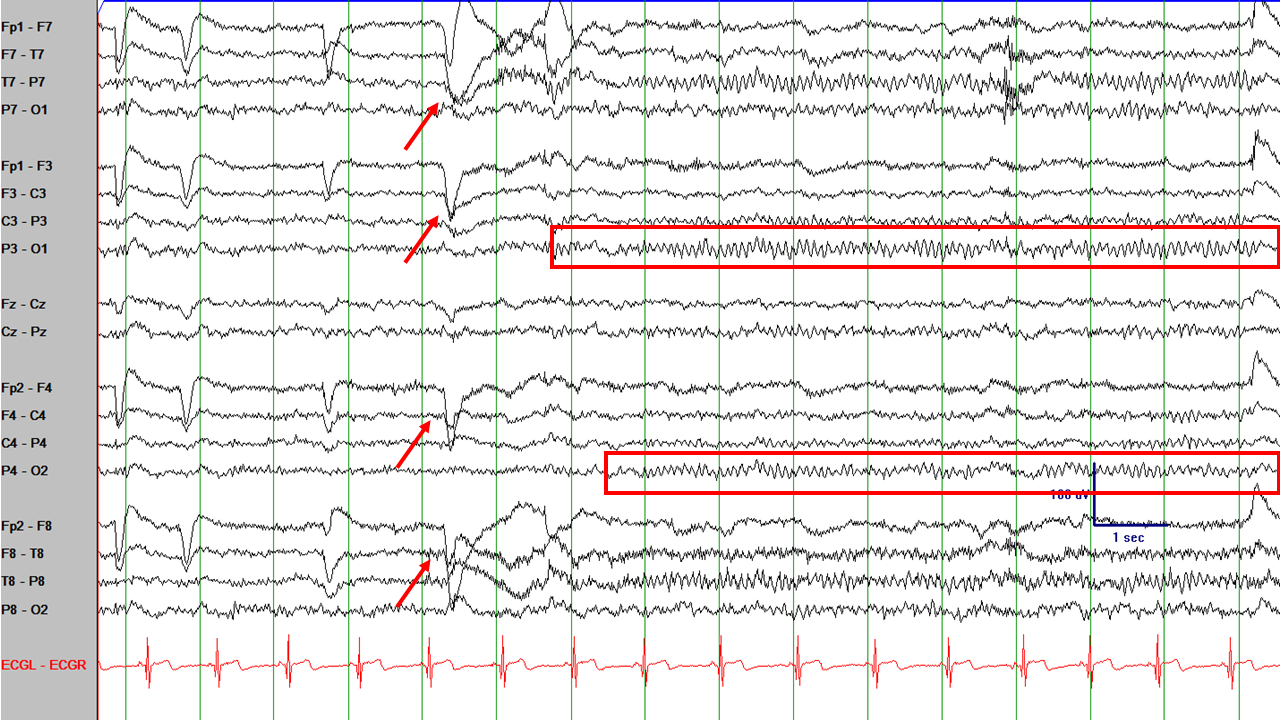 Fp1 - F7
F7 - T7
T7 - P7
P7 - O1
Fp1 - F3
F3 - C3
C3 - P3
P3 - O1
Fz - Cz
Cz - Pz
Fp2 - F4
F4 - C4
C4 - P4
P4 - O2
100 uV
Fp2 - F8
1 sec
F8 - T8
T8 - P8
P8 - O2
ECGL - ECGR